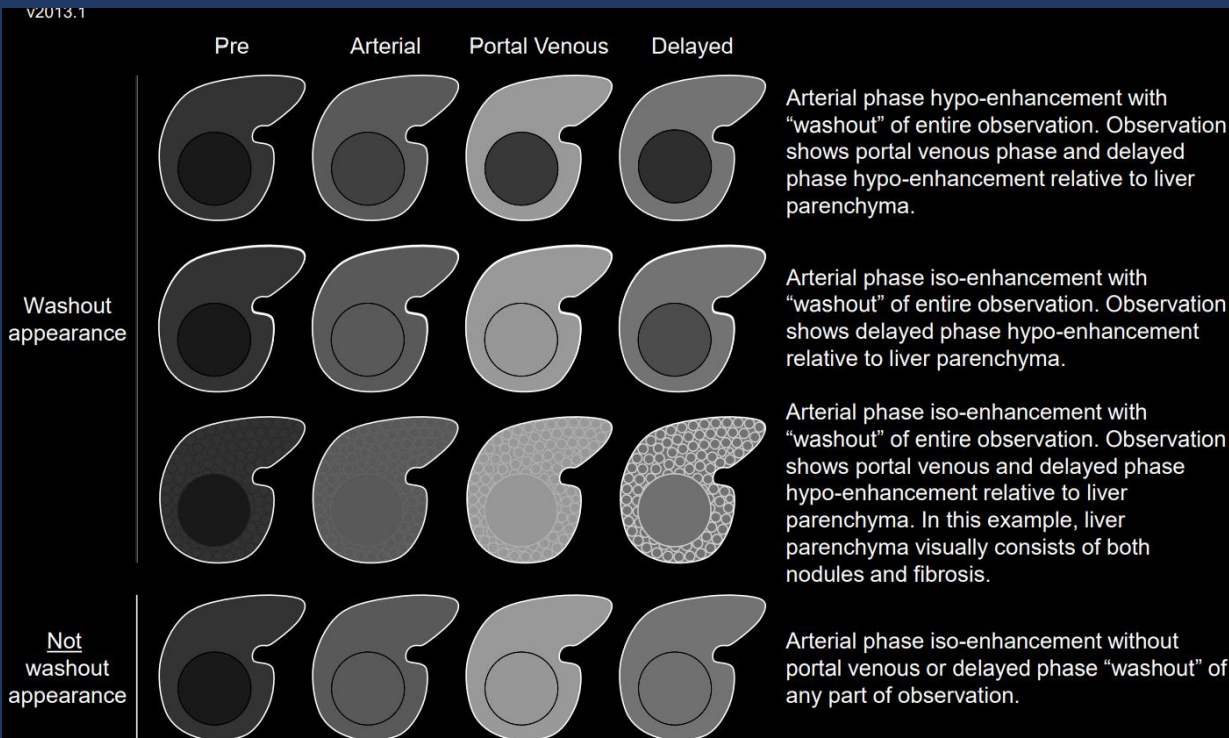 v2013.1
Pre Arterial Portal Venous Delayed
Arterial phase hypo-enhancement with
“washout” of entire observation. Observation
shows portal venous phase and delayed
phase hypo-enhancement relative to liver
parenchyma.
Washout
appearance
Arterial phase iso-enhancement with
“washout” of entire observation. Observation
shows delayed phase hypo-enhancement
relative to liver parenchyma.
Arterial phase iso-enhancement with
“washout” of entire observation. Observation
shows portal venous and delayed phase
hypo-enhancement relative to liver
parenchyma. In this example, liver
parenchyma visually consists of both
nodules and fibrosis.
Not
washout
appearance
Arterial phase iso-enhancement without
portal venous or delayed phase “washout” of
any part of observation.